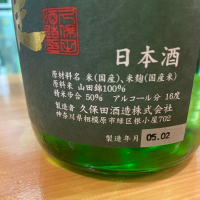 日本酒
原材料名 米(国産)、米麹(国産米)
原料米 山田錦100%
精米歩合 50% アルコール分 16度
製造者 久保田酒造株式会社
神奈川県相模原市緑区根小屋702
製造年月 05.02